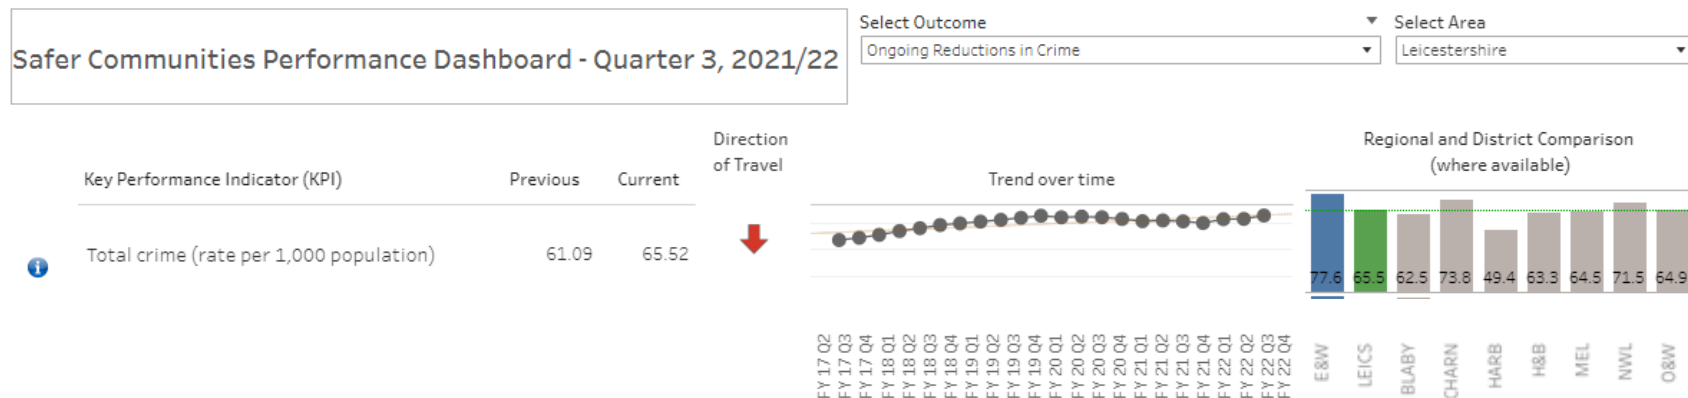 Safer Communities Performance Dashboard - Quarter 3, 2021/22
Select Outcome
Ongoing Reductions in Crime
Select Area
Leicestershire
Key Performance Indicator (KPI)
Previous
Current
Direction
of Travel
Trend over time
Regional and District Comparison
(where available)
i
Total crime (rate per 1,000 population)
61.09
65.52
77.6
65.5
62.5
73.8
49.4
63.3
64.5
71.5
64.9
FY 17 Q2
FY 17 Q3
FY 17 Q4
FY 18 Q1
FY 18 Q2
FY 18 Q3
FY 18 Q4
FY 19 Q1
FY 19 Q2
FY 19 Q3
FY 19 Q4
FY 20 Q1
FY 20 Q2
FY 20 Q3
FY 20 Q4
FY 21 Q1
FY 21 Q2
FY 21 Q3
FY 21 Q4
FY 22 Q1
FY 22 Q2
FY 22 Q3
FY 22 Q4
E&W
LEICS
BLABY
CHARN
HARB
H&B
MEL
NWL
O&W